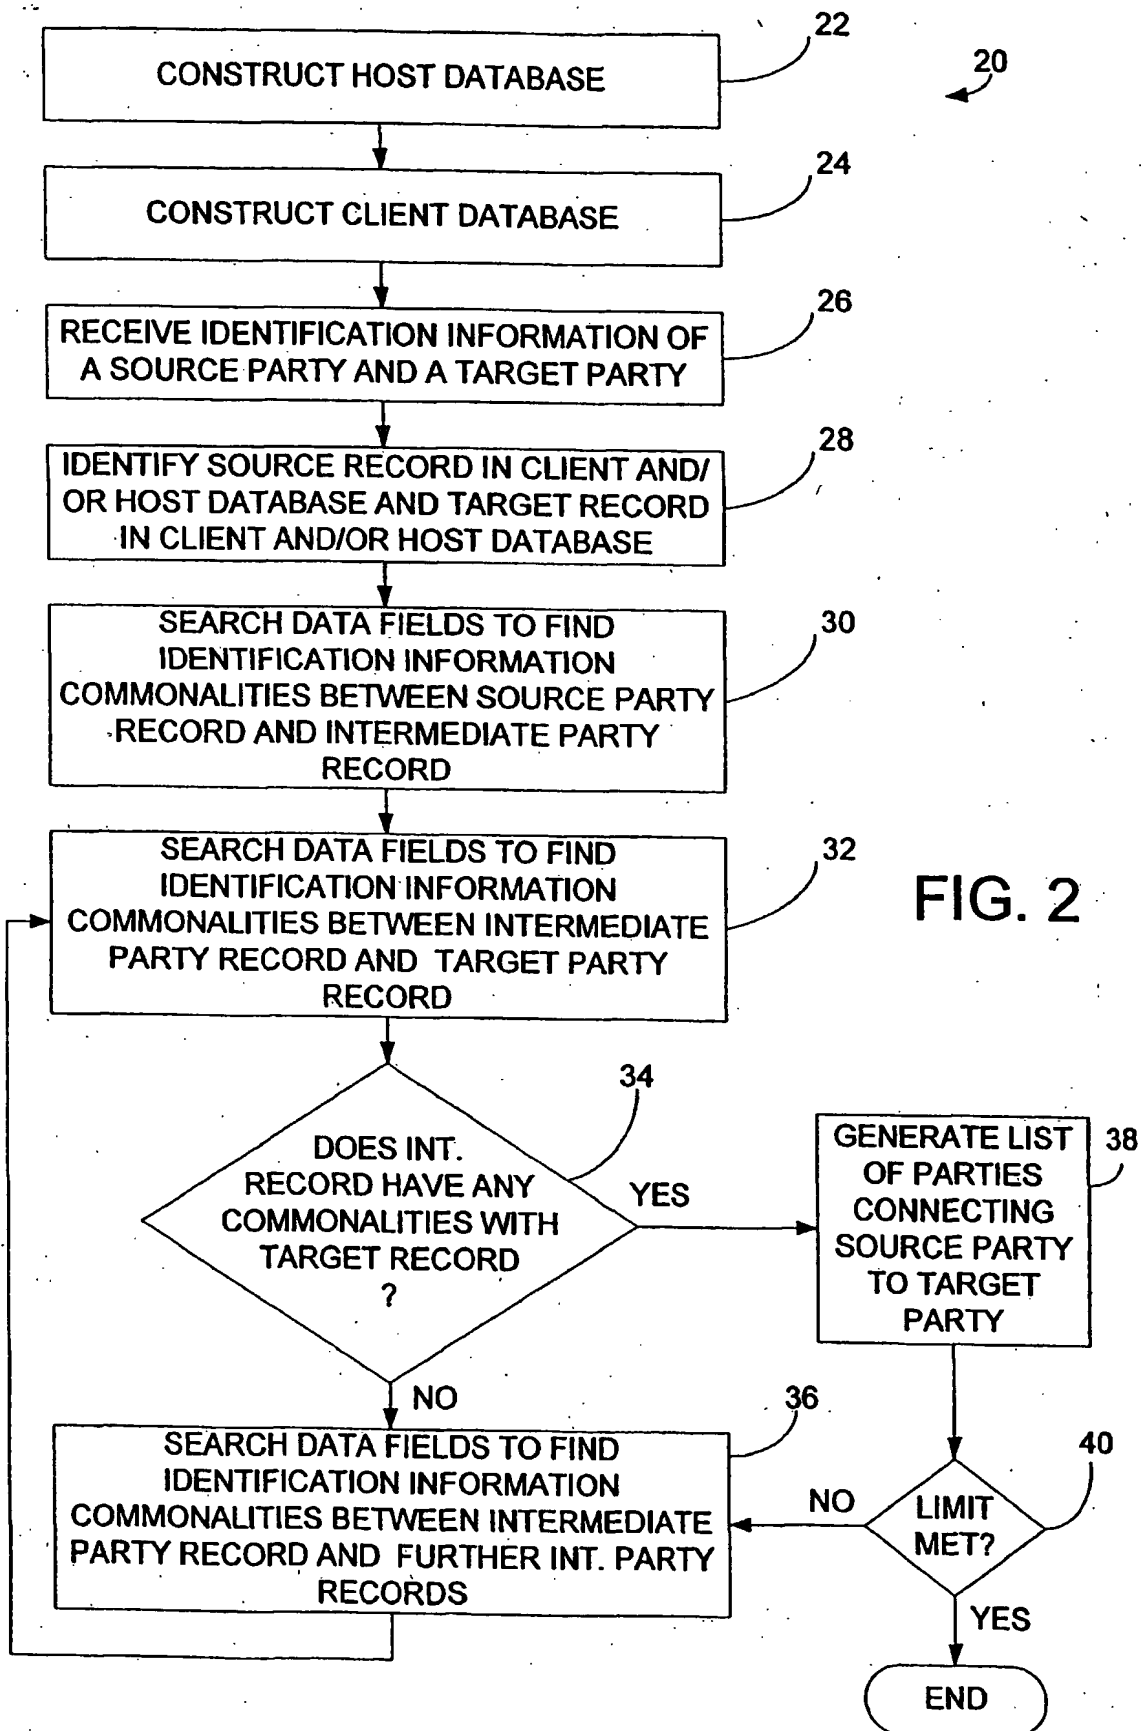 22
CONSTRUCT HOST DATABASE
20
24
CONSTRUCT CLIENT DATABASE
26
RECEIVE IDENTIFICATION INFORMATION OF
A SOURCE PARTY AND A TARGET PARTY
28
IDENTIFY SOURCE RECORD IN CLIENT AND/
OR HOST DATABASE AND TARGET RECORD
IN CLIENT AND/OR HOST DATABASE
30
SEARCH DATA FIELDS TO FIND
IDENTIFICATION INFORMATION
COMMONALITIES BETWEEN SOURCE PARTY
RECORD AND INTERMEDIATE PARTY
RECORD
32
SEARCH DATA FIELDS TO FIND
IDENTIFICATION INFORMATION
COMMONALITIES BETWEEN INTERMEDIATE
PARTY RECORD AND TARGET PARTY
RECORD
FIG. 2
34
DOES INT.
RECORD HAVE ANY
COMMONALITIES WITH
TARGET RECORD
?
YES
38
GENERATE LIST
OF PARTIES
CONNECTING
SOURCE PARTY
TO TARGET
PARTY
NO
36
SEARCH DATA FIELDS TO FIND
IDENTIFICATION INFORMATION
COMMONALITIES BETWEEN INTERMEDIATE
PARTY RECORD AND FURTHER INT. PARTY
RECORDS
40
LIMIT
MET?
NO
YES
END